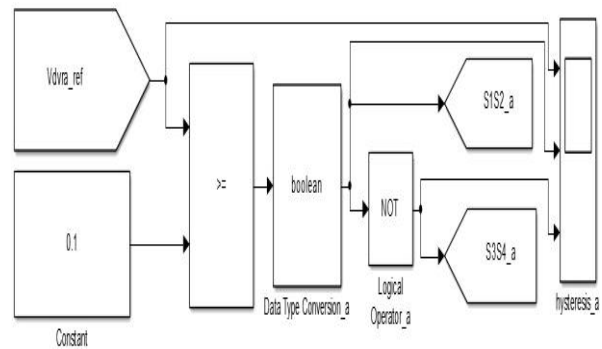 Vdvra_ref
0.1
Constant
>=
boolean
Data Type Conversion_a
NOT
Logical
Operator_a
S1S2_a
S3S4_a
hysteresis_a